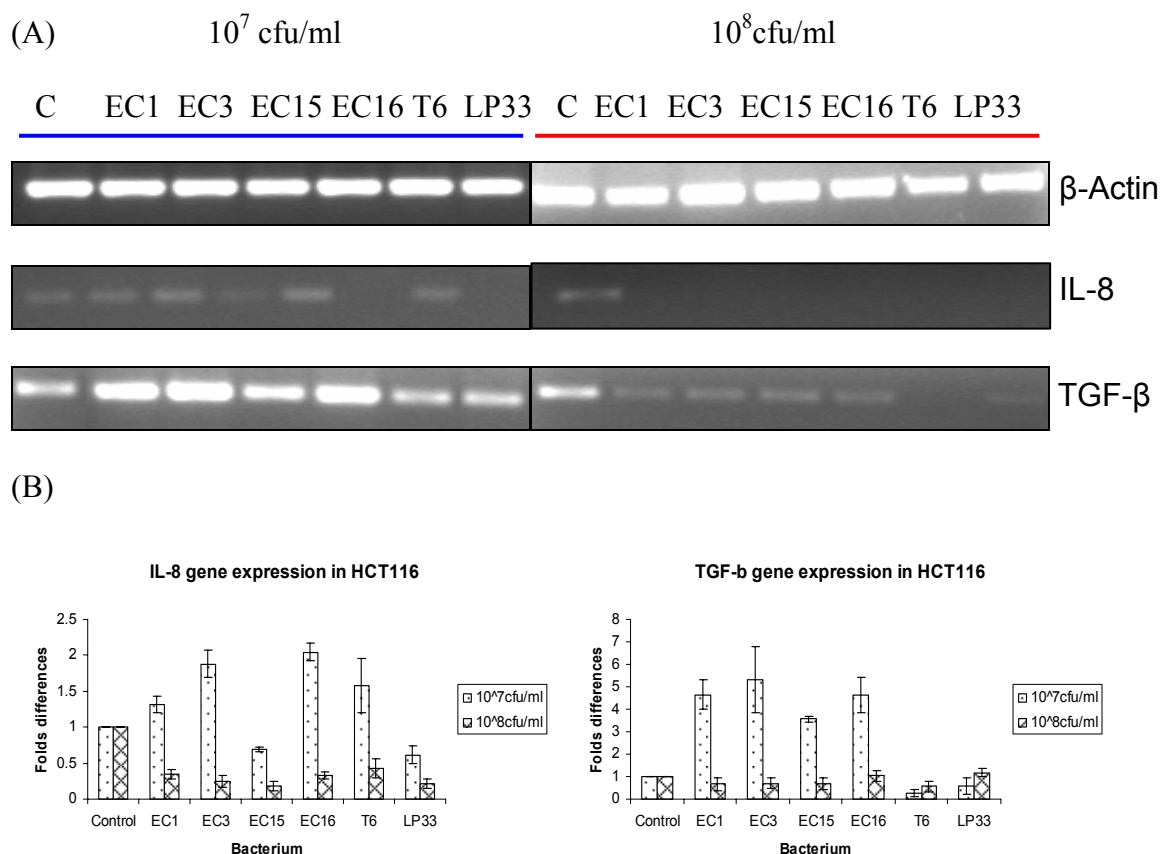 (A)
10⁷ cfu/ml
10⁸cfu/ml
C EC1 EC3 EC15 EC16 T6 LP33
C EC1 EC3 EC15 EC16 T6 LP33
β-Actin
IL-8
TGF-β
(B)
IL-8 gene expression in HCT116
Folds differences
2.5
2
1.5
1
0.5
0
Control EC1 EC3 EC15 EC16 T6 LP33
Bacterium
10^7cfu/ml
10^8cfu/ml
TGF-b gene expression in HCT116
Folds differences
8
7
6
5
4
3
2
1
0
Control EC1 EC3 EC15 EC16 T6 LP33
Bacterium
10^7cfu/ml
10^8cfu/ml